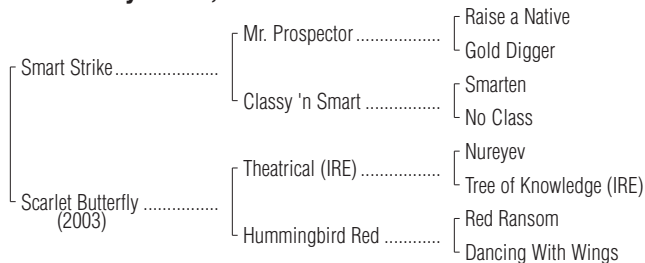 Raise a Native
Mr. Prospector ..................
Gold Digger
Smart Strike......................
Smarten
Classy 'n Smart ................
No Class
Nureyev
Theatrical (IRE) .................
Tree of Knowledge (IRE)
Scarlet Butterfly ................
(2003)
Red Ransom
Hummingbird Red ............
Dancing With Wings